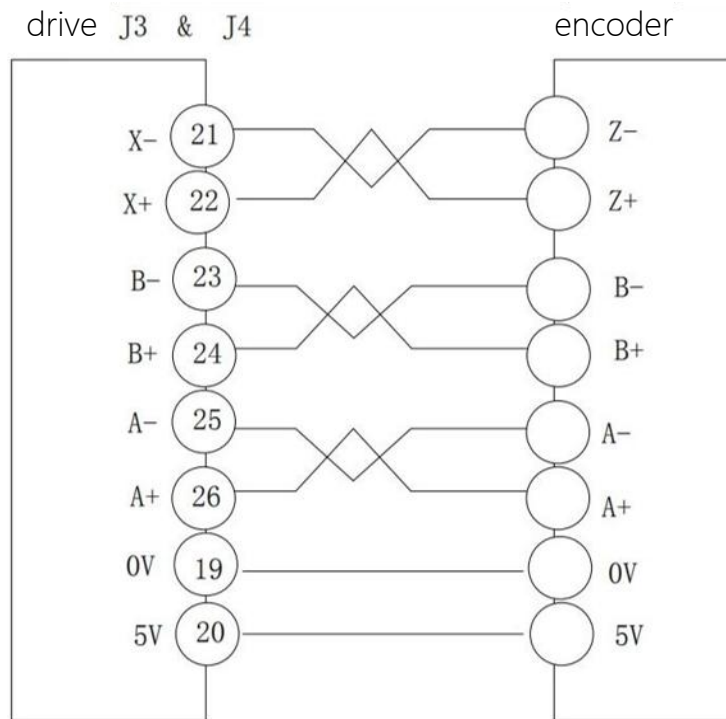 drive J3 & J4 encoder
X- 21 Z-
X+ 22 Z+
B- 23 B-
B+ 24 B+
A- 25 A-
A+ 26 A+
0V 19 0V
5V 20 5V